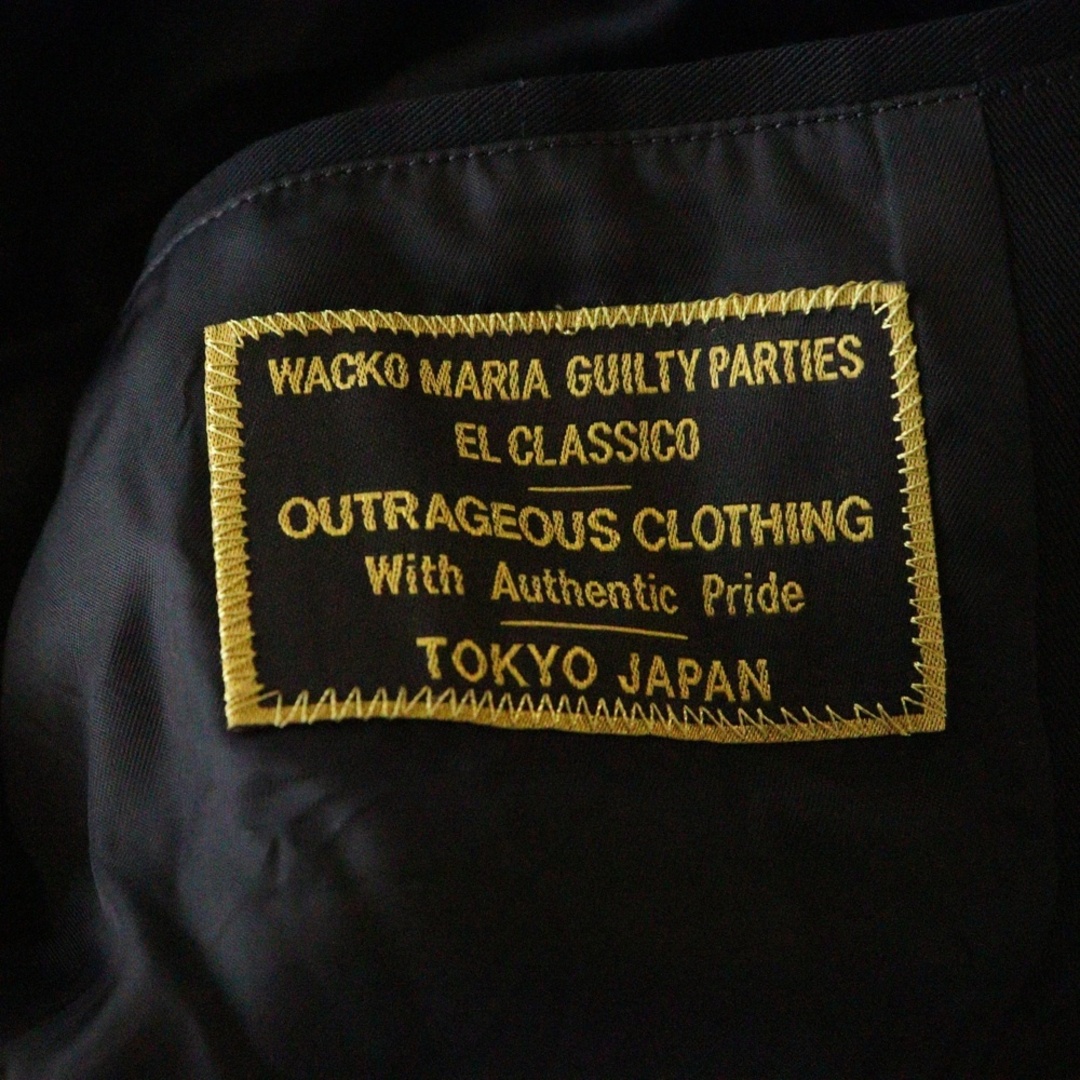 WACKO MARIA GUILTY PARTIES
EL CLASSICO
OUTRAGEOUS CLOTHING
With Authentic Pride
TOKYO JAPAN